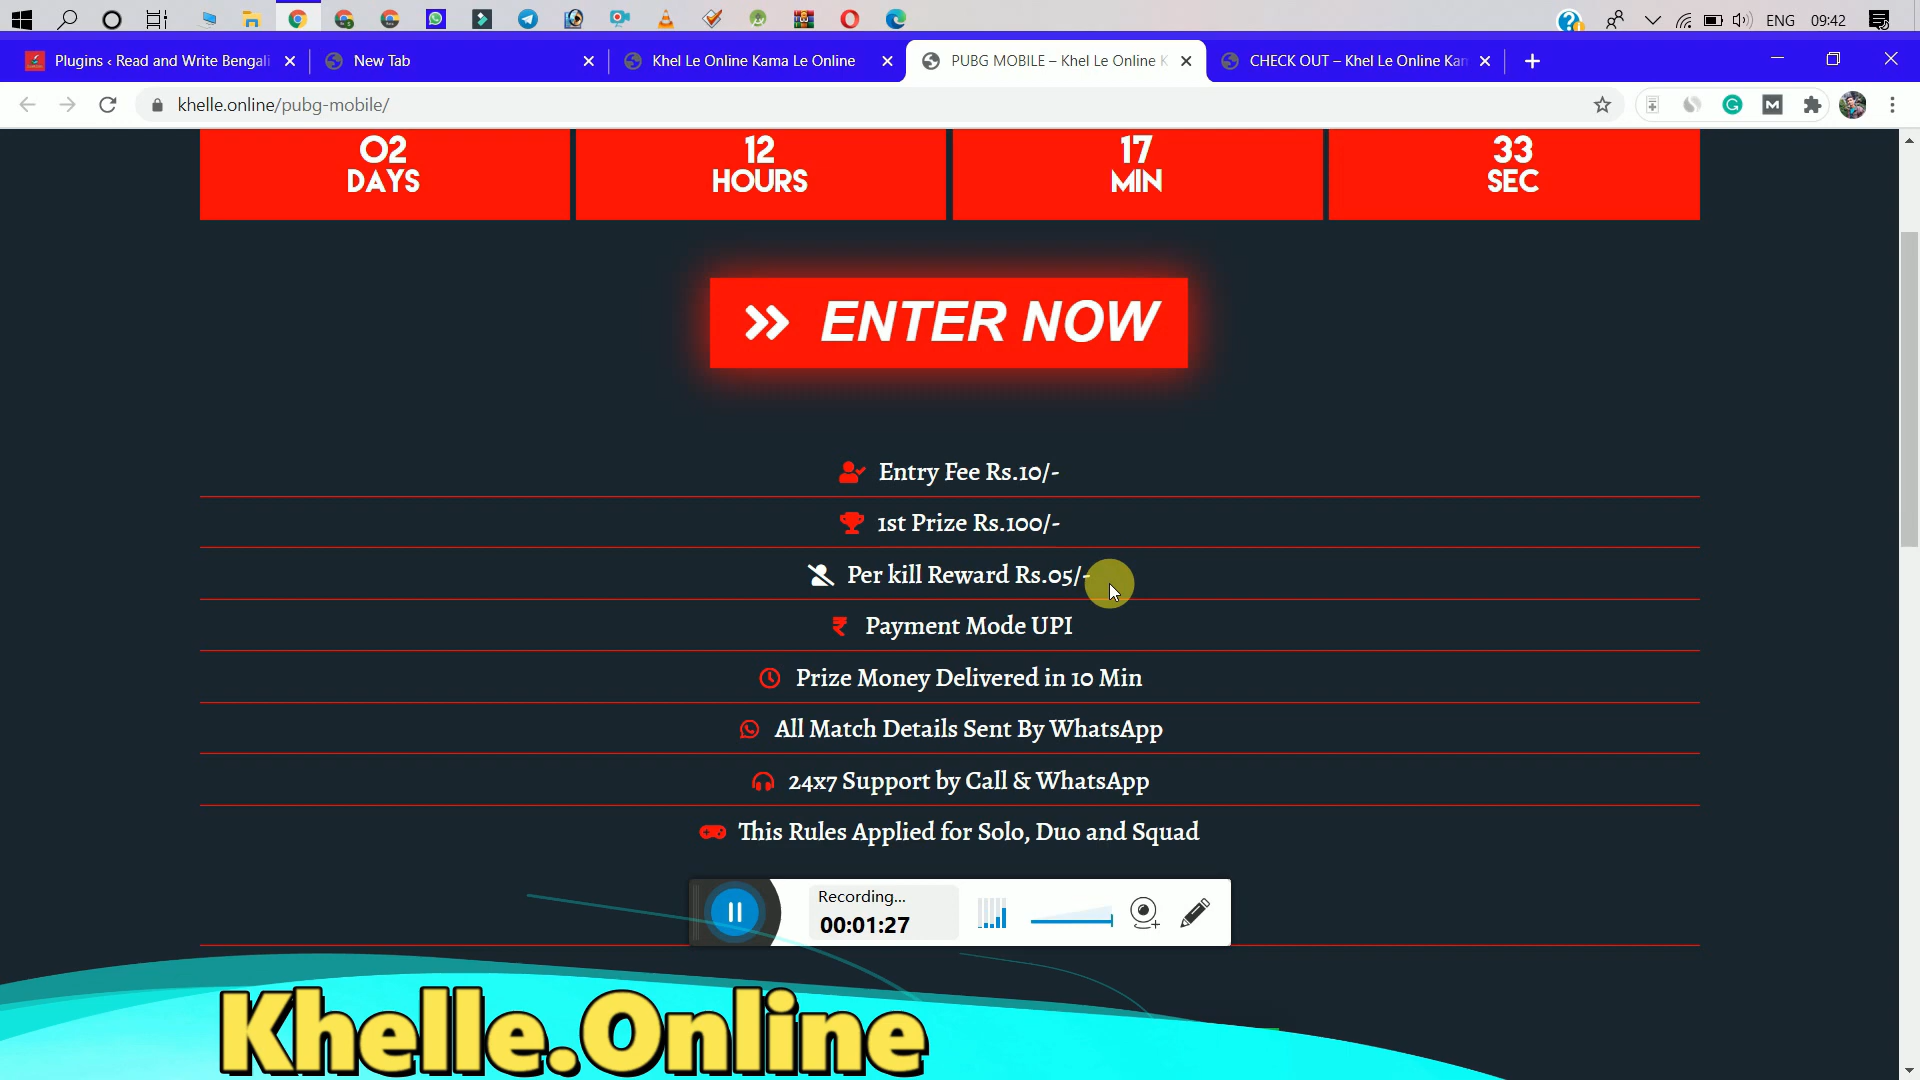 ENG 09:42
Plugins ‹ Read and Write Bengali
New Tab
Khel Le Online Kama Le Online
PUBG MOBILE – Khel Le Online K
CHECK OUT – Khel Le Online Kam
khelle.online/pubg-mobile/
02 DAYS
12 HOURS
17 MIN
33 SEC
ENTER NOW
Entry Fee Rs.10/-
1st Prize Rs.100/-
Per kill Reward Rs.05/-
Payment Mode UPI
Prize Money Delivered in 10 Min
All Match Details Sent By WhatsApp
24x7 Support by Call & WhatsApp
This Rules Applied for Solo, Duo and Squad
Recording...
00:01:27
Khelle.Online